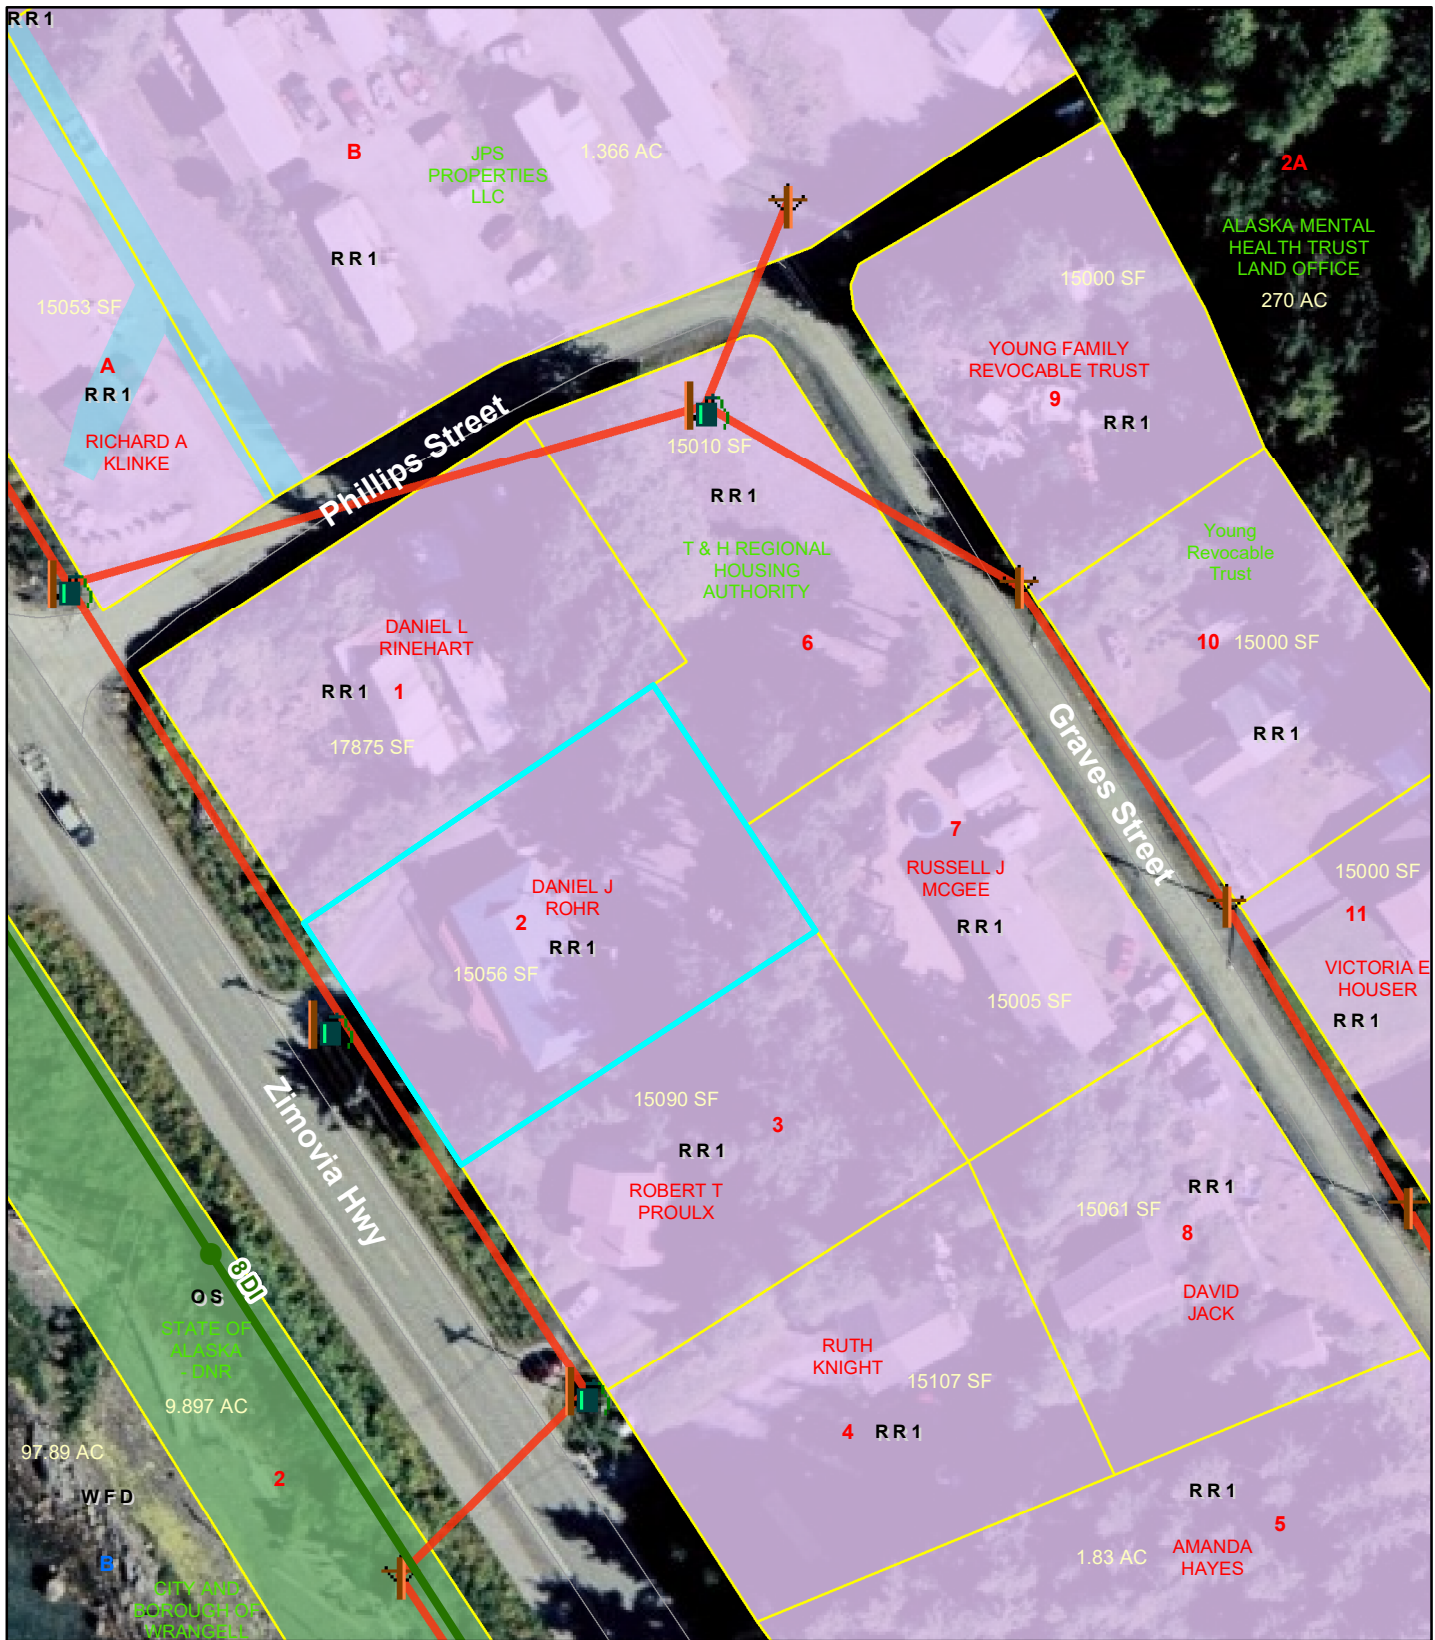 R R 1
B
JPS
PROPERTIES
LLC
1.366 AC
R R 1
2A
ALASKA MENTAL
HEALTH TRUST
LAND OFFICE
270 AC
15053 SF
A
R R 1
RICHARD A
KLINKE
15000 SF
YOUNG FAMILY
REVOCABLE TRUST
9
R R 1
Phillips Street
15010 SF
R R 1
T & H REGIONAL
HOUSING
AUTHORITY
6
Young
Revocable
Trust
10 15000 SF
R R 1
DANIEL L
RINEHART
R R 1 1
17875 SF
Graves Street
7
RUSSELL J
MCGEE
R R 1
15005 SF
15000 SF
11
VICTORIA E
HOUSER
R R 1
DANIEL J
ROHR
2
R R 1
15056 SF
Zimovia Hwy
15090 SF
3
R R 1
ROBERT T
PROULX
R R 1
15061 SF
8
DAVID
JACK
8DI
O S
STATE OF
ALASKA
- DNR
9.897 AC
2
97.89 AC
W F D
B
CITY AND
BOROUGH OF
WRANGELL
RUTH
KNIGHT
15107 SF
4 R R 1
R R 1
5
AMANDA
HAYES
1.83 AC